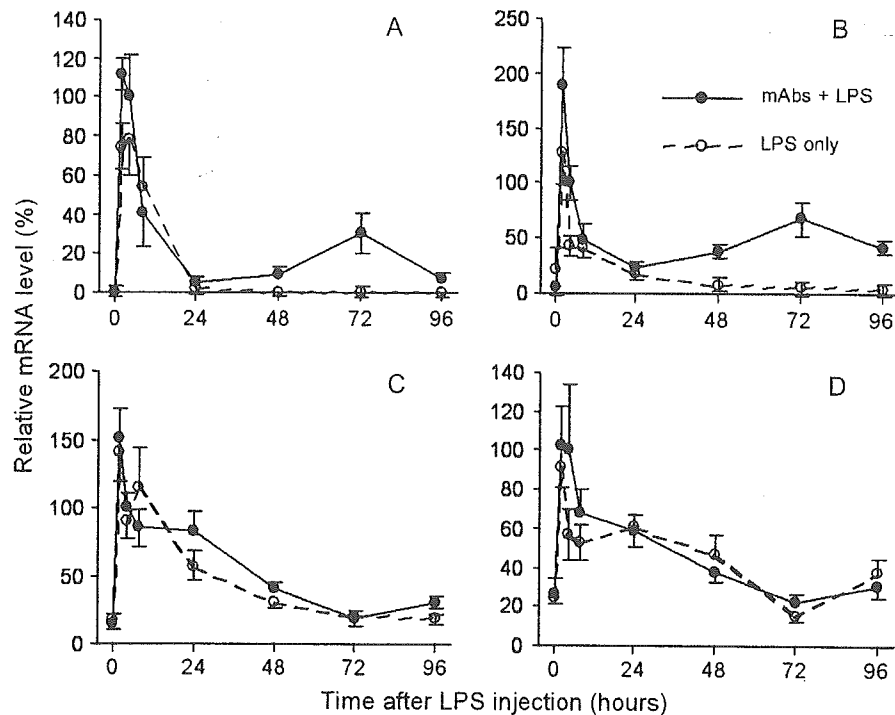 A
140
120
100
80
60
40
20
0
0 24 48 72 96
B
250
200
150
100
50
0
0 24 48 72 96
mAbs + LPS
LPS only
C
200
150
100
50
0
0 24 48 72 96
D
140
120
100
80
60
40
20
0
0 24 48 72 96
Relative mRNA level (%)
Time after LPS injection (hours)